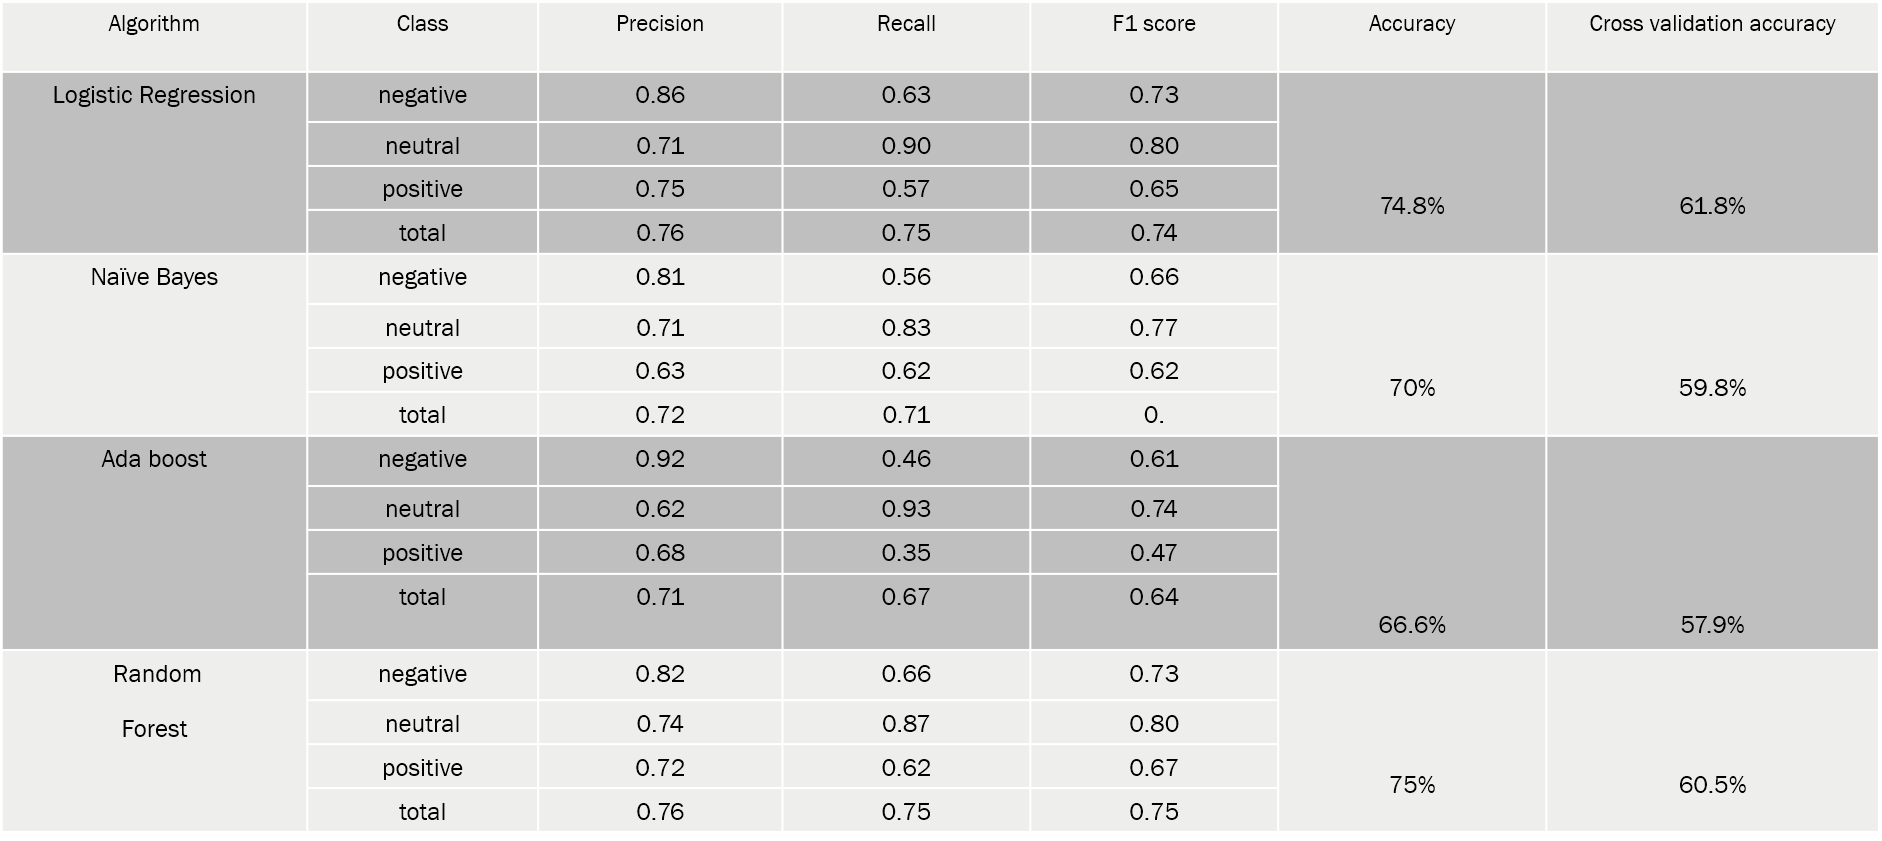 Algorithm Class Precision Recall F1 score Accuracy Cross validation accuracy
Logistic Regression negative 0.86 0.63 0.73
neutral 0.71 0.90 0.80
positive 0.75 0.57 0.65
74.8% 61.8%
total 0.76 0.75 0.74
Naïve Bayes negative 0.81 0.56 0.66
neutral 0.71 0.83 0.77
positive 0.63 0.62 0.62
70% 59.8%
total 0.72 0.71 0.
Ada boost negative 0.92 0.46 0.61
neutral 0.62 0.93 0.74
positive 0.68 0.35 0.47
total 0.71 0.67 0.64
66.6% 57.9%
Random negative 0.82 0.66 0.73
Forest neutral 0.74 0.87 0.80
positive 0.72 0.62 0.67
75% 60.5%
total 0.76 0.75 0.75